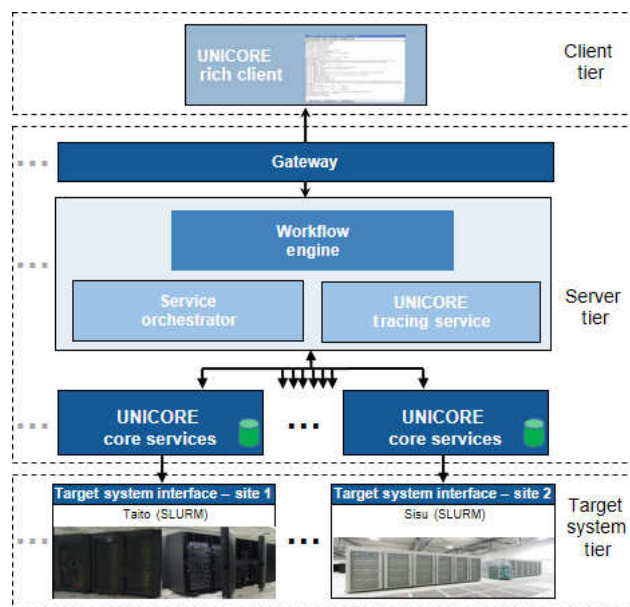 UNICORE
rich client
Client
tier
Gateway
Workflow
engine
Service
orchestrator
UNICORE
tracing service
Server
tier
UNICORE
core services
...
UNICORE
core services
Target system interface – site 1
Taito (SLURM)
...
Target system interface – site 2
Sisu (SLURM)
Target
system
tier